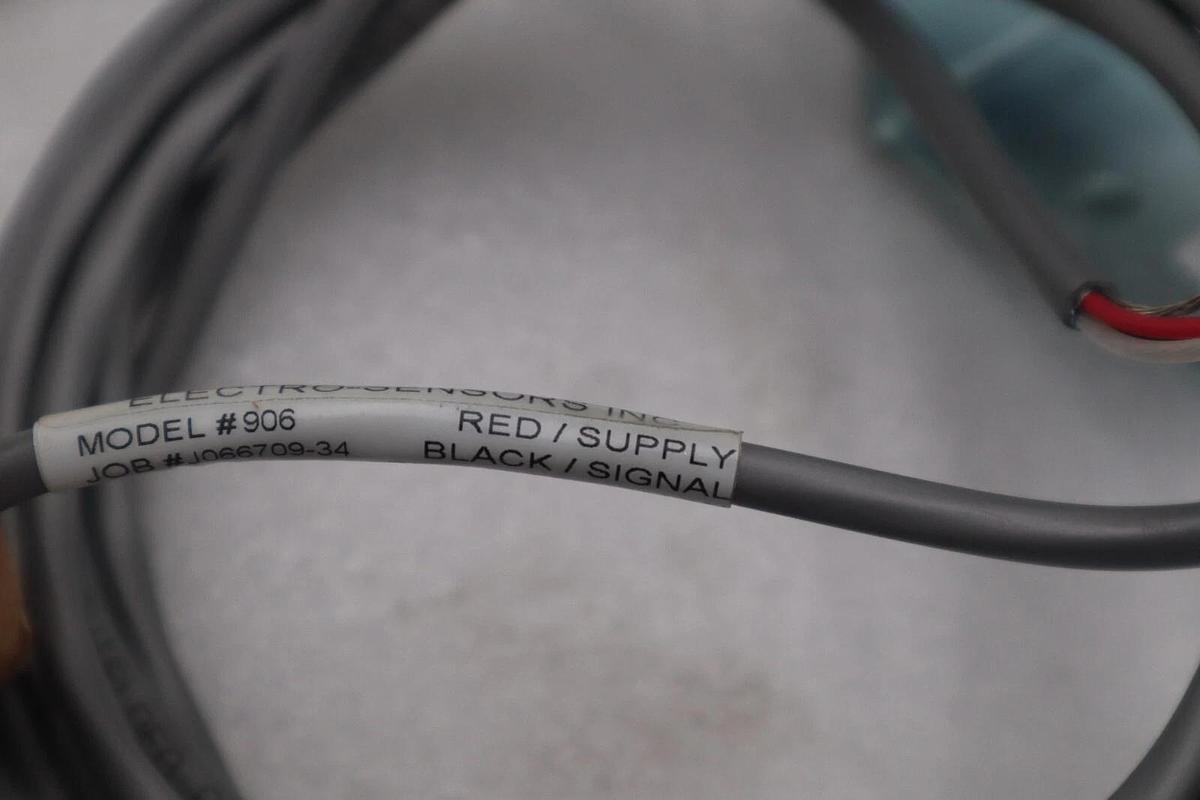 ELECTRO-SENSORS INC
MODEL #906
RED / SUPPLY
JOB #J066709-34
BLACK / SIGNAL